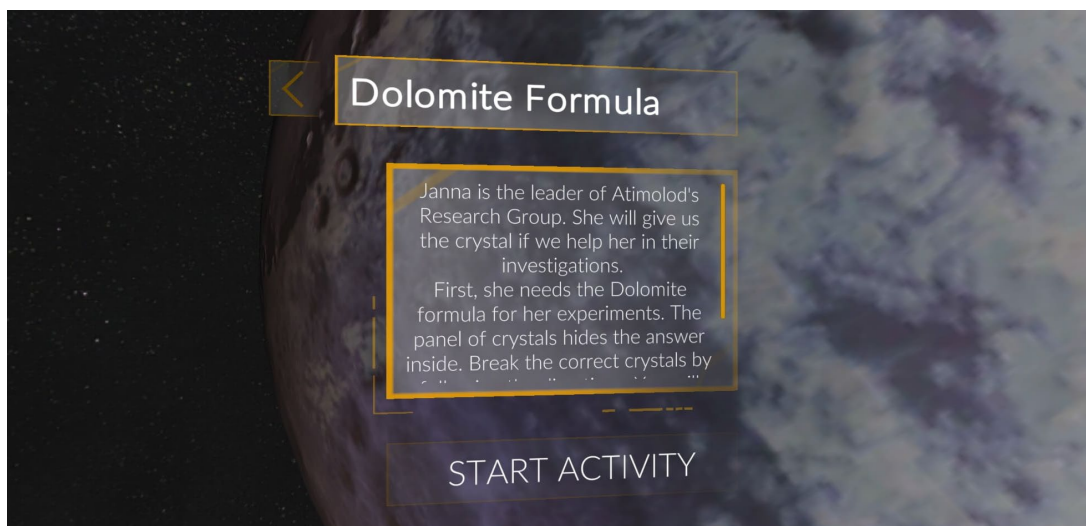 Dolomite Formula
Janna is the leader of Atimolod's
Research Group. She will give us
the crystal if we help her in their
investigations.
First, she needs the Dolomite
formula for her experiments. The
panel of crystals hides the answer
inside. Break the correct crystals by
START ACTIVITY